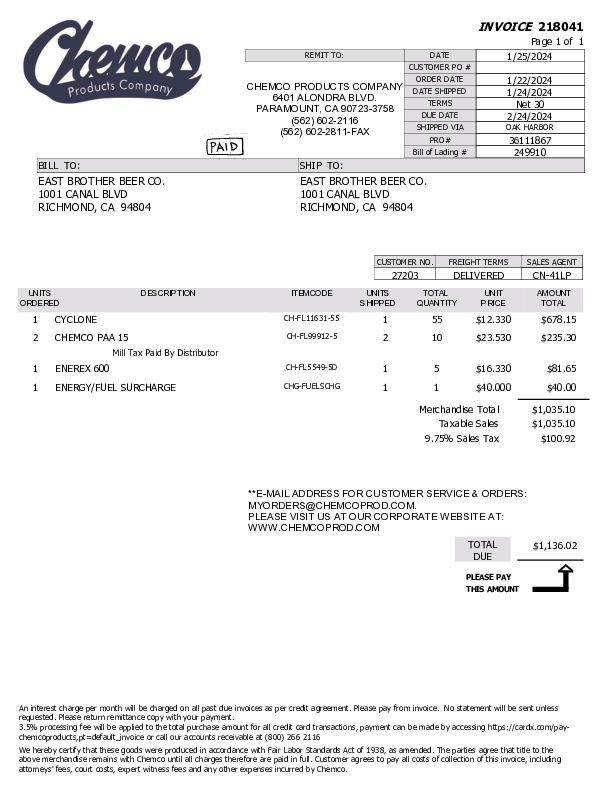 Chemco
Products Company
INVOICE 218041
Page 1 of 1
REMIT TO:
CHEMCO PRODUCTS COMPANY
6401 ALONDRA BLVD.
PARAMOUNT, CA 90723-3758
(562) 602-2116
(562) 602-2811-FAX
PAID
DATE 1/25/2024
CUSTOMER PO #
ORDER DATE 1/22/2024
DATE SHIPPED 1/24/2024
TERMS Net 30
DUE DATE 2/24/2024
SHIPPED VIA OAK HARBOR
PRO# 36111867
Bill of Lading # 249910
BILL TO: SHIP TO:
EAST BROTHER BEER CO. EAST BROTHER BEER CO.
1001 CANAL BLVD 1001 CANAL BLVD
RICHMOND, CA 94804 RICHMOND, CA 94804
CUSTOMER NO. FREIGHT TERMS SALES AGENT
27203 DELIVERED CN-41LP
UNITS DESCRIPTION ITEMCODE UNITS TOTAL UNIT AMOUNT
ORDERED SHIPPED QUANTITY PRICE TOTAL
1 CYCLONE CH-FL11631-55 1 55 $12.330 $678.15
2 CHEMCO PAA 15 CH-FL99912-5 2 10 $23.530 $235.30
Mill Tax Paid By Distributor
1 ENEREX 600 CH-FL5549-5D 1 5 $16.330 $81.65
1 ENERGY/FUEL SURCHARGE CHG-FUELSCHG 1 1 $40.000 $40.00
Merchandise Total $1,035.10
Taxable Sales $1,035.10
9.75% Sales Tax $100.92
**E-MAIL ADDRESS FOR CUSTOMER SERVICE & ORDERS:
MYORDERS@CHEMCOPROD.COM.
PLEASE VISIT US AT OUR CORPORATE WEBSITE AT:
WWW.CHEMCOPROD.COM
TOTAL DUE $1,136.02
PLEASE PAY
THIS AMOUNT
An interest charge per month will be charged on all past due invoices as per credit agreement. Please pay from invoice. No statement will be sent unless
requested. Please return remittance copy with your payment.
3.5% processing fee will be applied to the total purchase amount for all credit card transactions, payment can be made by accessing https://cardx.com/pay-
chemcoproducts,pt=default_invoice or call our accounts receivable at (800) 266 2116
We hereby certify that these goods were produced in accordance with Fair Labor Standards Act of 1938, as amended. The parties agree that title to the
above merchandise remains with Chemco until all charges therefore are paid in full. Customer agrees to pay all costs of collection of this invoice, including
attorneys' fees, court costs, expert witness fees and any other expenses incurred by Chemco.